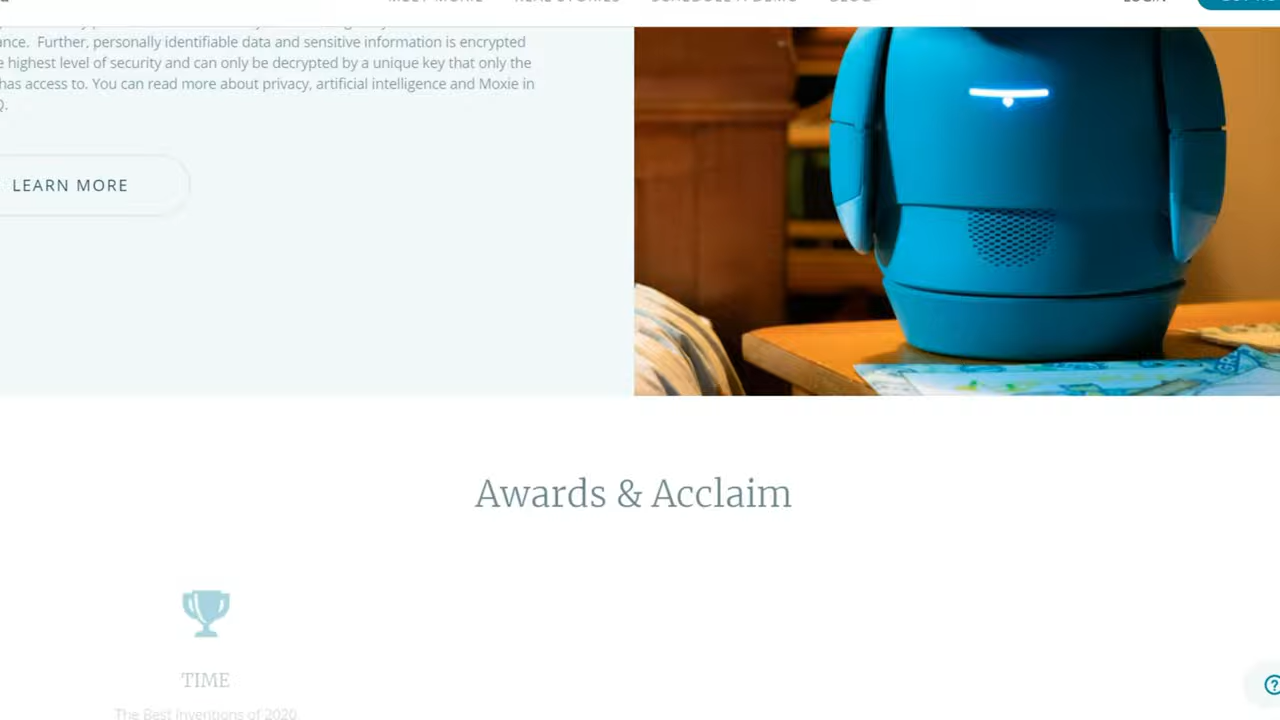 MEET MOXIE REAL STORIES SCHEDULE A DEMO BLOG LOGIN
ance. Further, personally identifiable data and sensitive information is encrypted
e highest level of security and can only be decrypted by a unique key that only the
has access to. You can read more about privacy, artificial intelligence and Moxie in
Q.
LEARN MORE
Awards & Acclaim
TIME
The Best Inventions of 2020